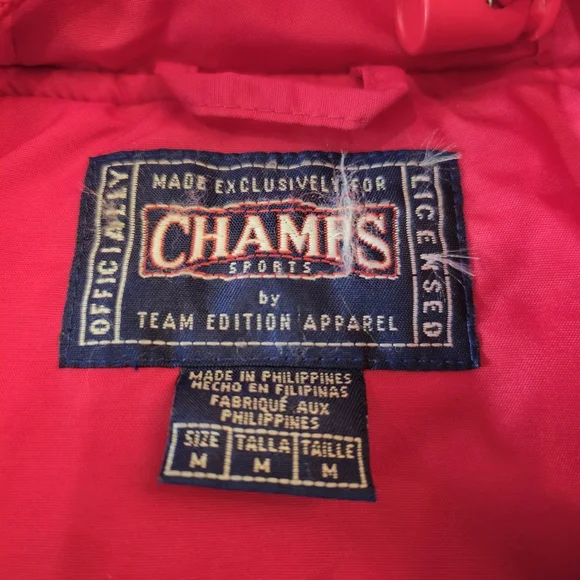 OFFICIALLY
MADE EXCLUSIVELY FOR
CHAMPS
SPORTS
by
TEAM EDITION APPAREL
LICENSED
MADE IN PHILIPPINES
HECHO EN FILIPINAS
FABRIQUÉ AUX
PHILIPPINES
SIZE TALLA TAILLE
M M M